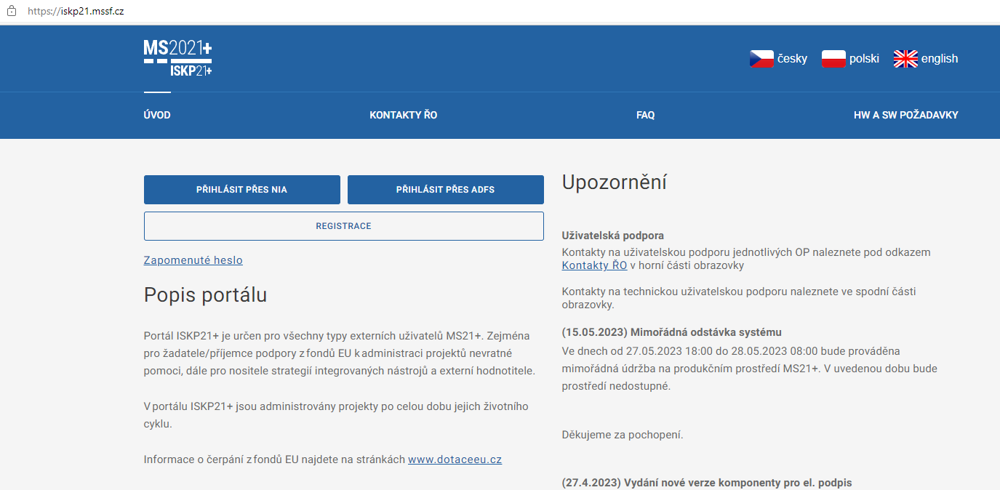 https://iskp21.mssf.cz
MS2021+
ISKP21+
česky polski english
ÚVOD KONTAKTY ŘO FAQ HW A SW POŽADAVKY
PŘIHLÁSIT PŘES NIA PŘIHLÁSIT PŘES ADFS
REGISTRACE
Zapomenuté heslo
Popis portálu
Portál ISKP21+ je určen pro všechny typy externích uživatelů MS21+. Zejména
pro žadatele/příjemce podpory z fondů EU k administraci projektů nevratné
pomoci, dále pro nositele strategií integrovaných nástrojů a externí hodnotitele.
V portálu ISKP21+ jsou administrovány projekty po celou dobu jejich životního
cyklu.
Informace o čerpání z fondů EU najdete na stránkách www.dotaceeu.cz
Upozornění
Uživatelská podpora
Kontakty na uživatelskou podporu jednotlivých OP naleznete pod odkazem
Kontakty ŘO v horní části obrazovky
Kontakty na technickou uživatelskou podporu naleznete ve spodní části
obrazovky.
(15.05.2023) Mimořádná odstávka systému
Ve dnech od 27.05.2023 18:00 do 28.05.2023 08:00 bude prováděna
mimořádná údržba na produkčním prostředí MS21+. V uvedenou dobu bude
prostředí nedostupné.
Děkujeme za pochopení.
(27.4.2023) Vydání nové verze komponenty pro el. podpis